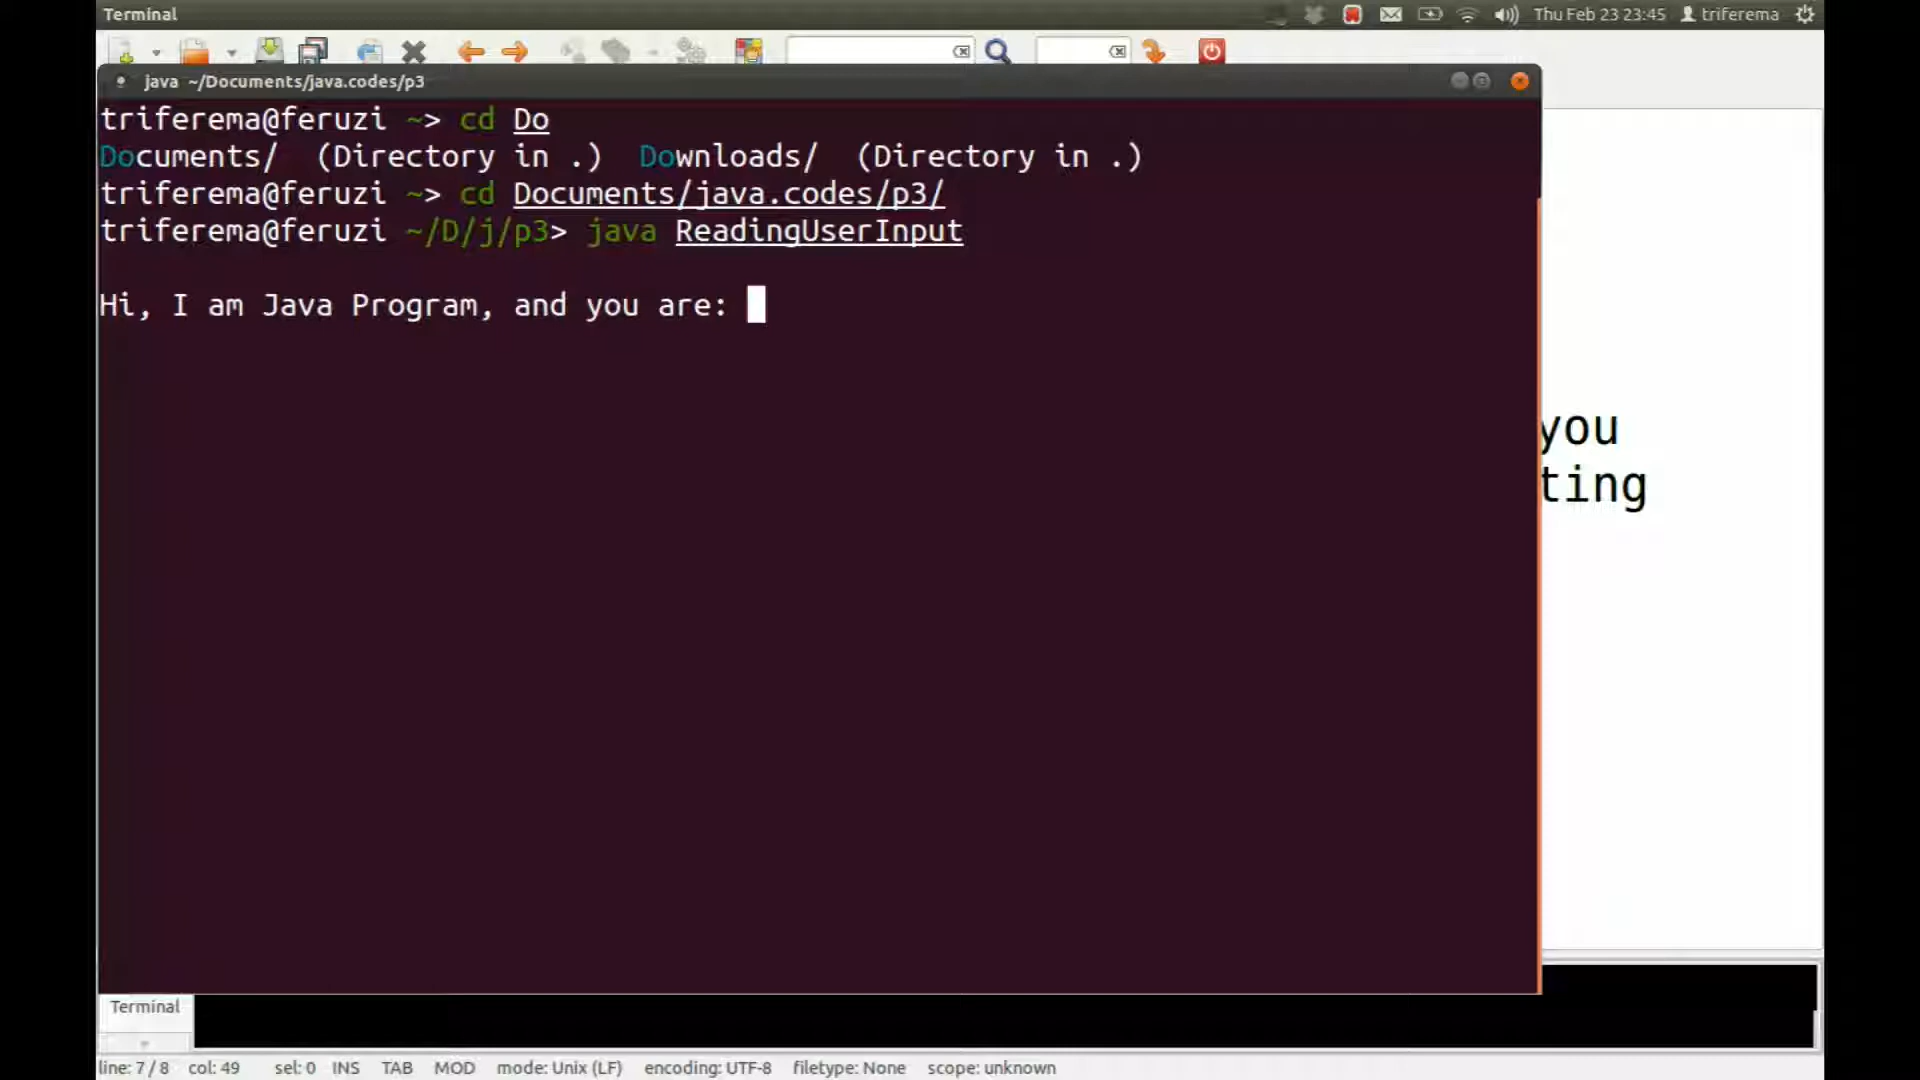 Terminal
Thu Feb 23 23:45 triferema
java ~/Documents/java.codes/p3
triferema@feruzi ~> cd Do
Documents/ (Directory in .) Downloads/ (Directory in .)
triferema@feruzi ~> cd Documents/java.codes/p3/
triferema@feruzi ~/D/j/p3> java ReadingUserInput
Hi, I am Java Program, and you are:
you
ting
Terminal
line: 7 / 8 col: 49 sel: 0 INS TAB MOD mode: Unix (LF) encoding: UTF-8 filetype: None scope: unknown